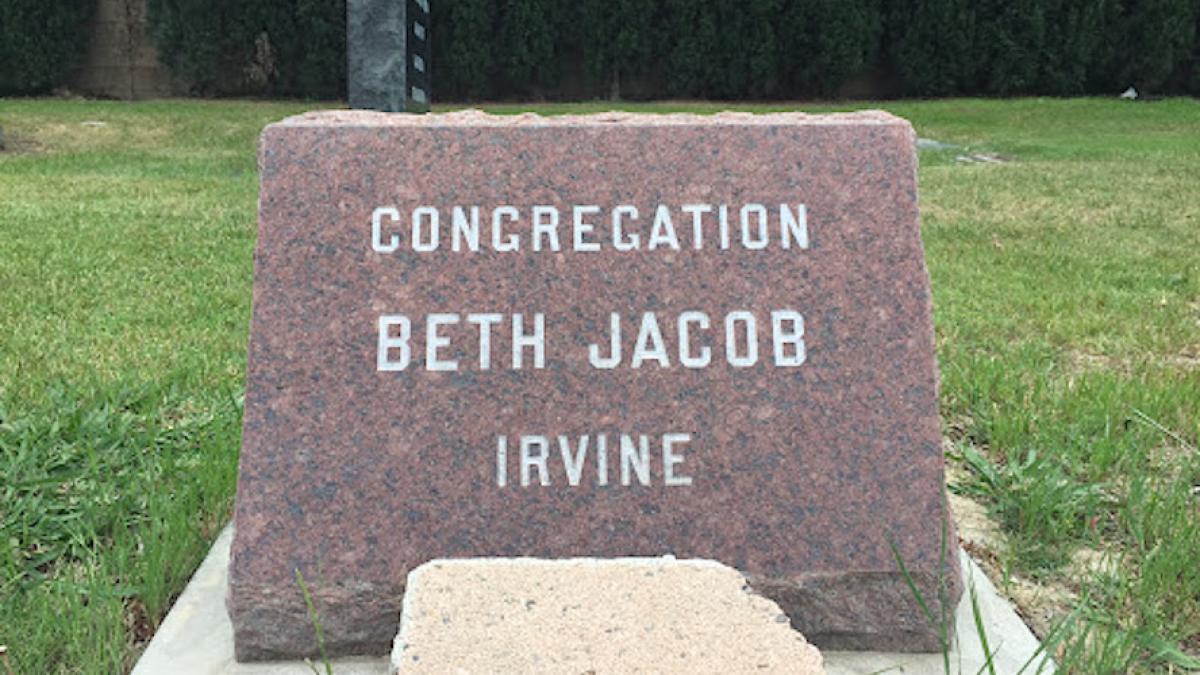 CONGREGATION
BETH JACOB
IRVINE